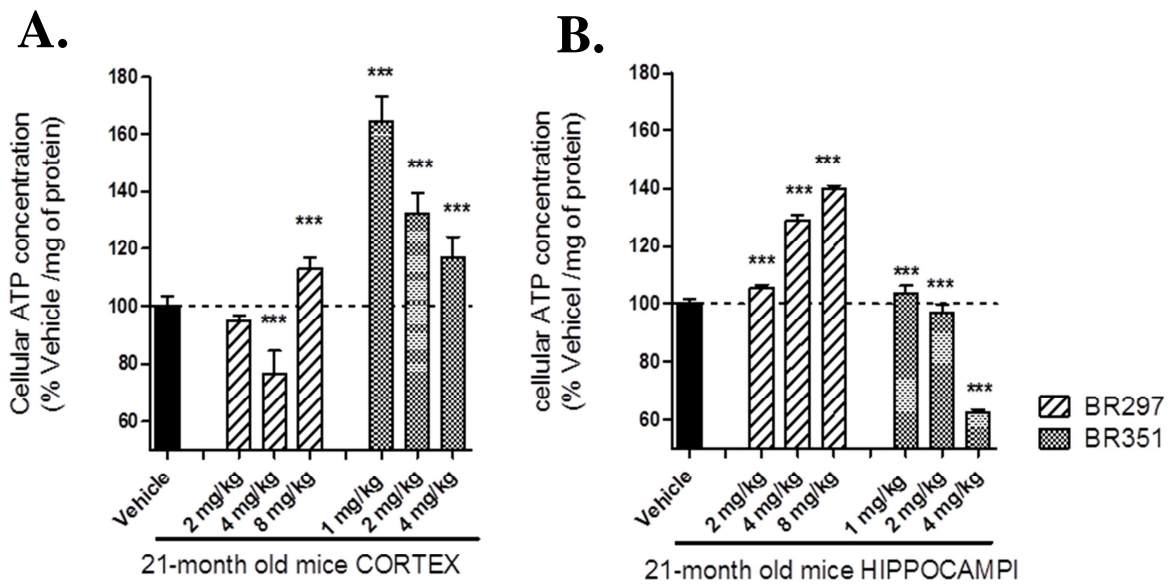 A.
Cellular ATP concentration
(% Vehicle /mg of protein)
180
160
140
120
100
80
60
***
***
***
***
***
Vehicle
2 mg/kg
4 mg/kg
8 mg/kg
1 mg/kg
2 mg/kg
4 mg/kg
21-month old mice CORTEX
B.
cellular ATP concentration
(% Vehicel /mg of protein)
180
160
140
120
100
80
60
***
***
***
***
***
***
Vehicle
2 mg/kg
4 mg/kg
8 mg/kg
1 mg/kg
2 mg/kg
4 mg/kg
21-month old mice HIPPOCAMPI
BR297
BR351